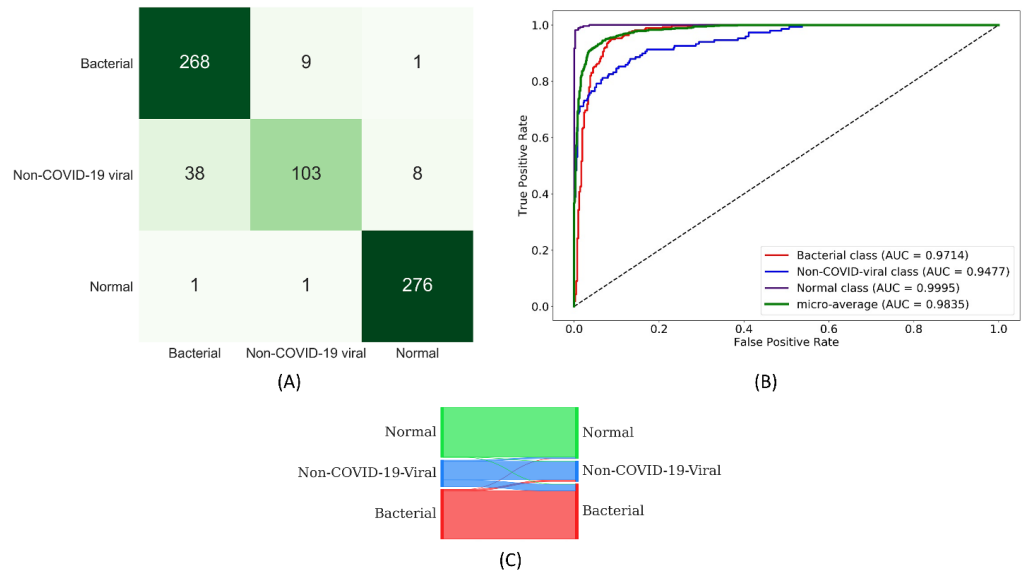 Bacterial
268 9 1
Non-COVID-19 viral
38 103 8
Normal
1 1 276
Bacterial Non-COVID-19 viral Normal
(A)
1.0
0.8
0.6
0.4
0.2
0.0
True Positive Rate
Bacterial class (AUC = 0.9714)
Non-COVID-viral class (AUC = 0.9477)
Normal class (AUC = 0.9995)
micro-average (AUC = 0.9835)
0.0 0.2 0.4 0.6 0.8 1.0
False Positive Rate
(B)
Normal Normal
Non-COVID-19-Viral Non-COVID-19-Viral
Bacterial Bacterial
(C)